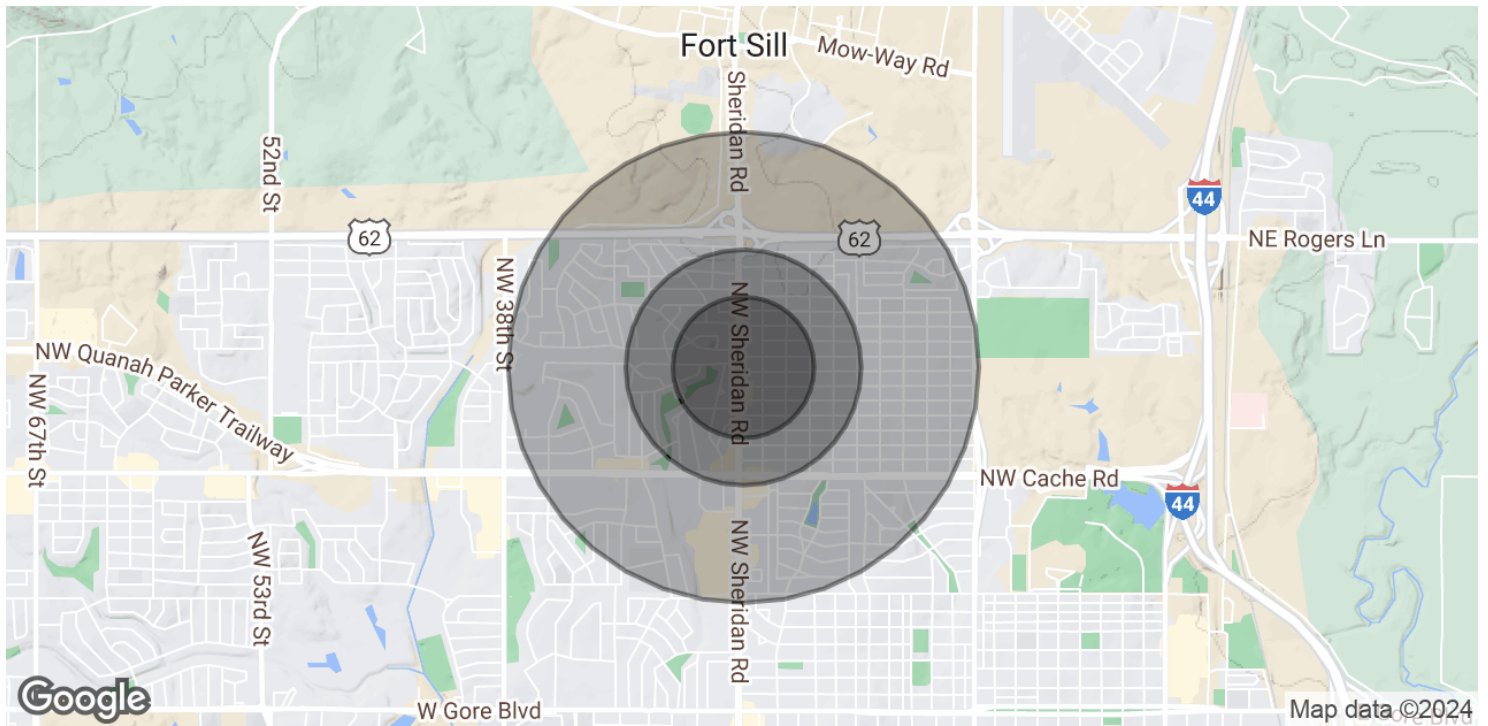 Fort Sill
Mow-Way Rd
Sheridan Rd
52nd St
44
62
62
NE Rogers Ln
NW 38th St
NW Sheridan Rd
NW Quanah Parker Trailway
NW 67th St
NW Cache Rd
44
NW 53rd St
NW Sheridan Rd
W Gore Blvd
Google
Map data ©2024